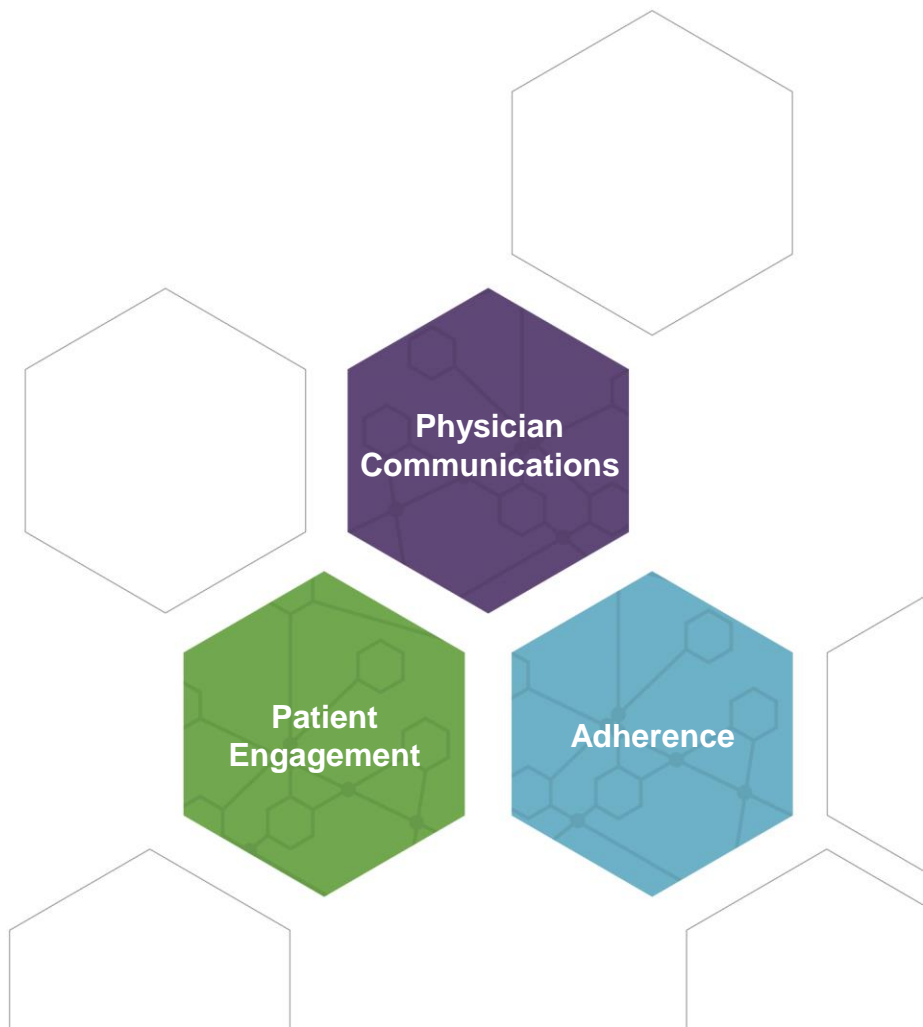 Physician
Communications
Patient
Engagement
Adherence